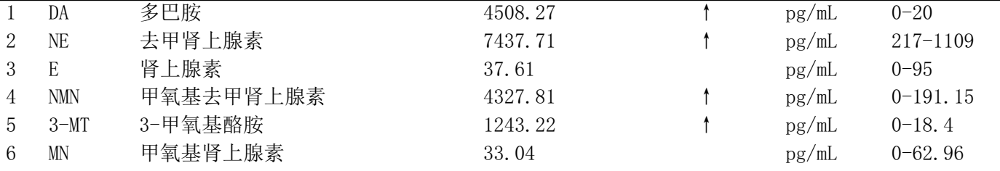 1 DA 多巴胺 4508.27 ↑ pg/mL 0-20
2 NE 去甲肾上腺素 7437.71 ↑ pg/mL 217-1109
3 E 肾上腺素 37.61 pg/mL 0-95
4 NMN 甲氧基去甲肾上腺素 4327.81 ↑ pg/mL 0-191.15
5 3-MT 3-甲氧基酪胺 1243.22 ↑ pg/mL 0-18.4
6 MN 甲氧基肾上腺素 33.04 pg/mL 0-62.96